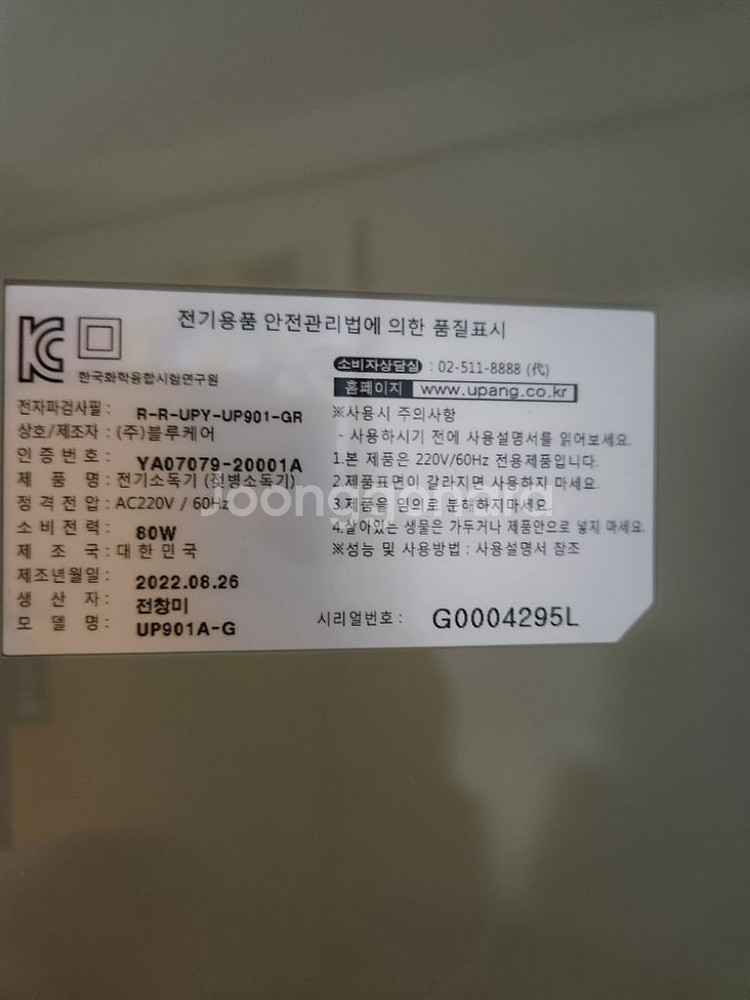 전기용품 안전관리법에 의한 품질표시
한국화학융합시험연구원
전자파검사필: R-R-UPY-UP901-GR
상호/제조자: (주)블루케어
인증번호: YA07079-20001A
제품명: 전기소독기 (젖병소독기)
정격전압: AC220V / 60Hz
소비전력: 80W
제조국: 대한민국
제조년월일: 2022.08.26
생산자: 전창미
모델명: UP901A-G
소비자상담실 : 02-511-8888 (代)
홈페이지 www.upang.co.kr
※사용시 주의사항
- 사용하시기 전에 사용설명서를 읽어보세요.
1.본 제품은 220V/60Hz 전용제품입니다.
2.제품표면이 갈라지면 사용하지 마세요.
3.제품을 임의로 분해하지마세요.
4.살아있는 생물은 가두거나 제품안으로 넣지 마세요.
※성능 및 사용방법 : 사용설명서 참조
시리얼번호 : G0004295L
joongna